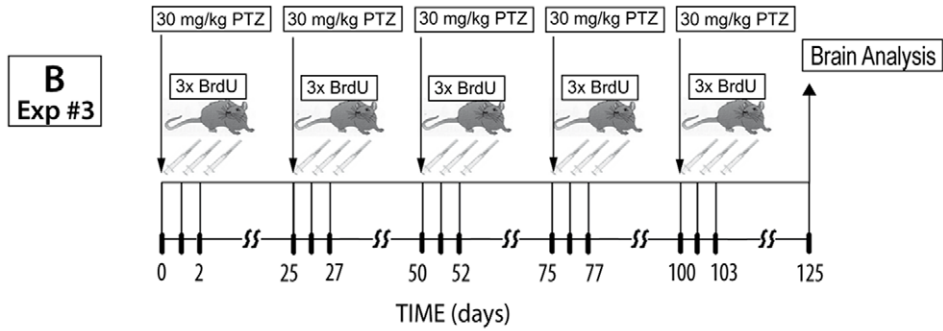 30 mg/kg PTZ 30 mg/kg PTZ 30 mg/kg PTZ 30 mg/kg PTZ 30 mg/kg PTZ
Brain Analysis
B
Exp #3
3x BrdU 3x BrdU 3x BrdU 3x BrdU 3x BrdU
0 2 25 27 50 52 75 77 100 103 125
TIME (days)